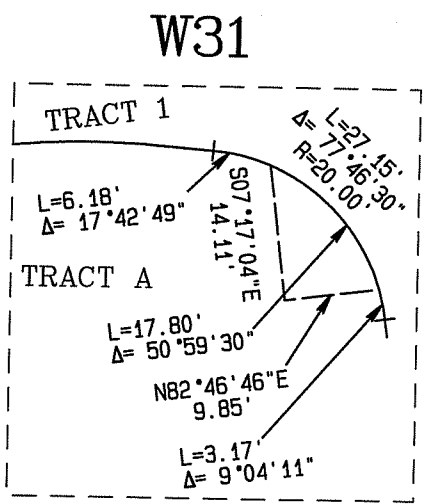 W31
TRACT 1
L=27.15'
Δ= 77°46'30"
R=20.00'
L=6.18'
Δ= 17°42'49"
S07°17'04"E
14.11'
TRACT A
L=17.80'
Δ= 50°59'30"
N82°46'46"E
9.85'
L=3.17'
Δ= 9°04'11"